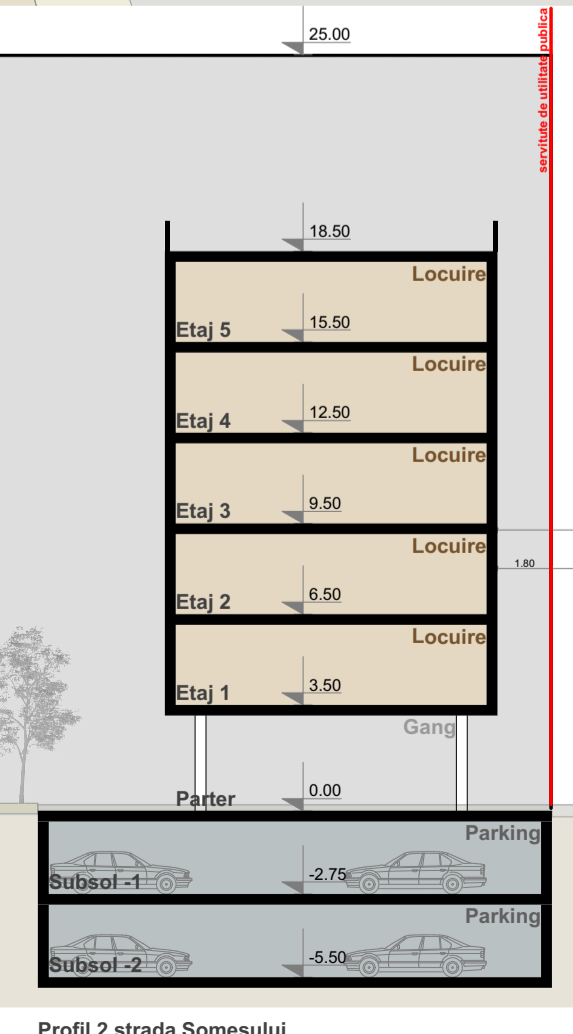 25.00
servitute de utilitate publica
18.50
Locuire
Etaj 5
15.50
Locuire
Etaj 4
12.50
Locuire
Etaj 3
9.50
Locuire
1.80
Etaj 2
6.50
Locuire
Etaj 1
3.50
Gang
Parter
0.00
Parking
Subsol -1
-2.75
Parking
Subsol -2
-5.50
Profil 2 strada Somesului